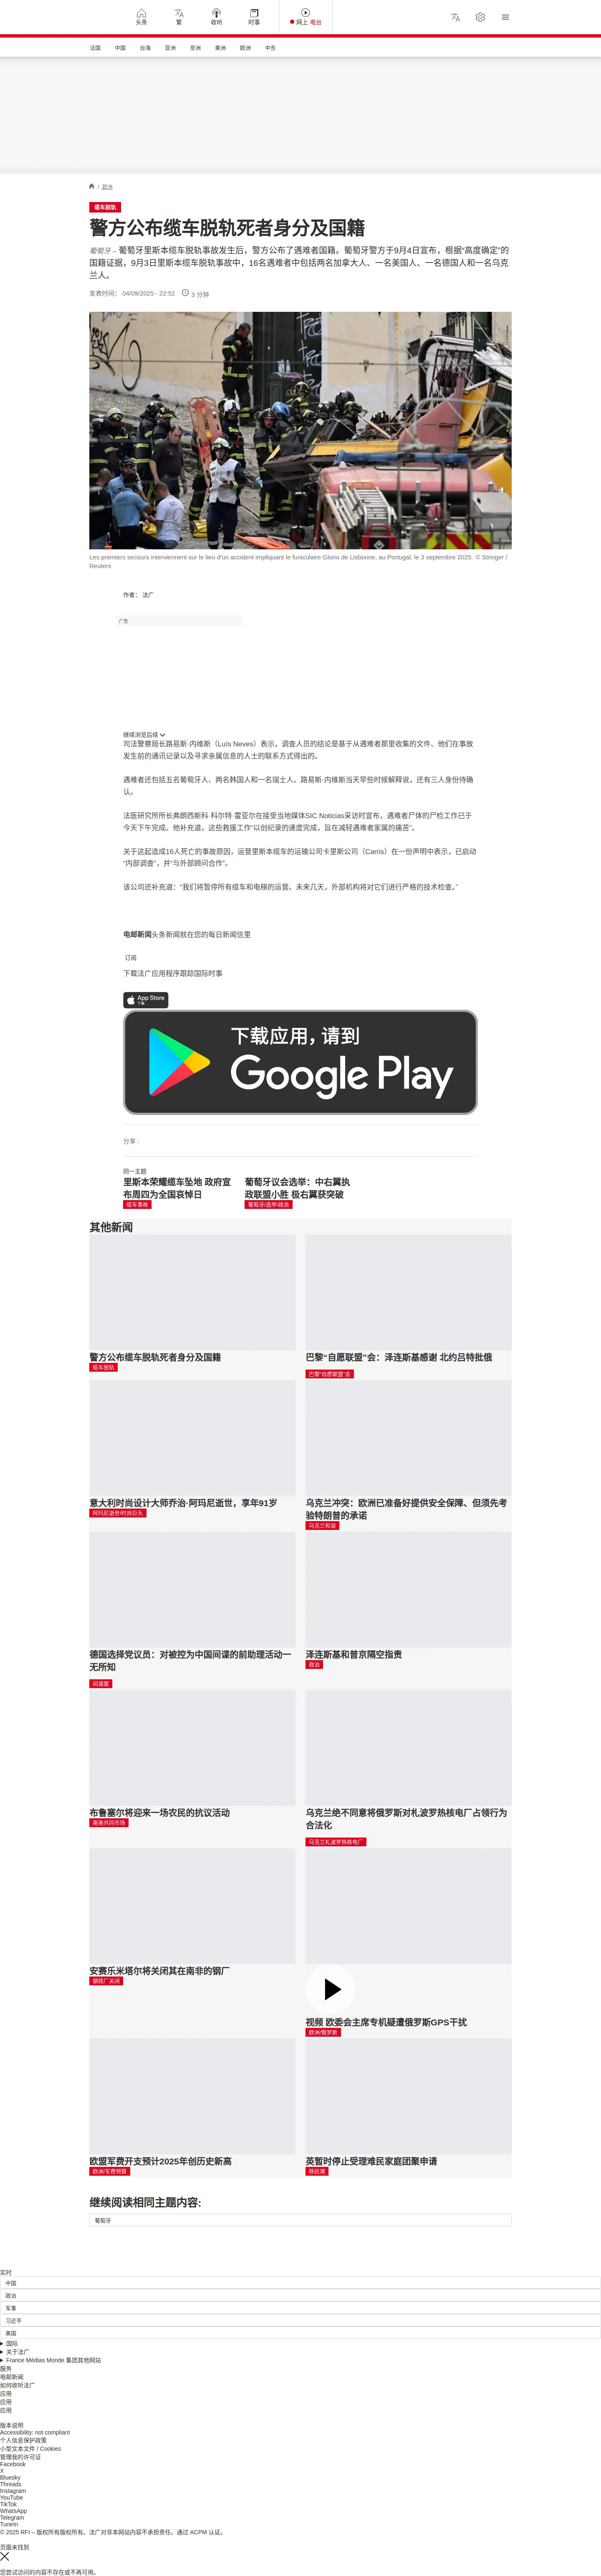 头条
繁
收听
时事
网上 电台
法国
中国
台海
亚洲
非洲
美洲
欧洲
中东
/ 欧洲
缆车脱轨
警方公布缆车脱轨死者身分及国籍
葡萄牙 – 葡萄牙里斯本缆车脱轨事故发生后，警方公布了遇难者国籍。葡萄牙警方于9月4日宣布，根据“高度确定”的
国籍证据，9月3日里斯本缆车脱轨事故中，16名遇难者中包括两名加拿大人、一名美国人、一名德国人和一名乌克
兰人。
发表时间： 04/09/2025 - 22:52
3 分钟
Les premiers secours interviennent sur le lieu d'un accident impliquant le funiculaire Gloria de Lisbonne, au Portugal, le 3 septembre 2025. © Stringer /
Reuters
作者： 法广
广告
继续浏览后续
司法警察局长路易斯·内维斯（Luís Neves）表示，调查人员的结论是基于从遇难者那里收集的文件、他们在事故
发生前的通讯记录以及寻求亲属信息的人士的联系方式得出的。
遇难者还包括五名葡萄牙人、两名韩国人和一名瑞士人。路易斯·内维斯当天早些时候解释说，还有三人身份待确
认。
法医研究所所长弗朗西斯科·科尔特·雷亚尔在接受当地媒体SIC Noticias采访时宣布，遇难者尸体的尸检工作已于
今天下午完成。他补充道，这些救援工作“以创纪录的速度完成，旨在减轻遇难者家属的痛苦”。
关于这起造成16人死亡的事故原因，运营里斯本缆车的运输公司卡里斯公司（Carris）在一份声明中表示，已启动
“内部调查”，并“与外部顾问合作”。
该公司还补充道：“我们将暂停所有缆车和电梯的运营。未来几天，外部机构将对它们进行严格的技术检查。”
电邮新闻头条新闻就在您的每日新闻信里
订阅
下载法广应用程序跟踪国际时事
App Store
下载
下载应用，请到
Google Play
分享 :
同一主题
里斯本荣耀缆车坠地 政府宣
布周四为全国哀悼日
缆车事故
葡萄牙议会选举：中右翼执
政联盟小胜 极右翼获突破
葡萄牙/选举/政治
其他新闻
警方公布缆车脱轨死者身分及国籍
缆车脱轨
巴黎“自愿联盟”会：泽连斯基感谢 北约吕特批俄
巴黎“自愿联盟”会
意大利时尚设计大师乔治·阿玛尼逝世，享年91岁
阿玛尼逝世/时尚巨头
乌克兰冲突：欧洲已准备好提供安全保障、但须先考
验特朗普的承诺
乌克兰和谈
德国选择党议员：对被控为中国间谍的前助理活动一
无所知
间谍案
泽连斯基和普京隔空指责
政治
布鲁塞尔将迎来一场农民的抗议活动
南美共同市场
乌克兰绝不同意将俄罗斯对札波罗热核电厂占领行为
合法化
乌克兰札波罗热核电厂
安赛乐米塔尔将关闭其在南非的钢厂
钢铁厂关闭
视频 欧委会主席专机疑遭俄罗斯GPS干扰
欧洲/俄罗斯
欧盟军费开支预计2025年创历史新高
欧洲/军费预算
英暂时停止受理难民家庭团聚申请
移民潮
继续阅读相同主题内容:
葡萄牙
实时
中国
政治
军事
习近平
美国
国际
关于法广
France Médias Monde 集团其他网站
服务
电邮新闻
如何收听法广
应用
应用
应用
版本说明
Accessibility: not compliant
个人信息保护政策
小型文本文件 / Cookies
管理我的许可证
Facebook
X
Bluesky
Threads
Instagram
YouTube
TikTok
WhatsApp
Telegram
TuneIn
© 2025 RFI – 版权所有版权所有。法广对非本网站内容不承担责任。通过 ACPM 认证。
页面未找到
您尝试访问的内容不存在或不再可用。